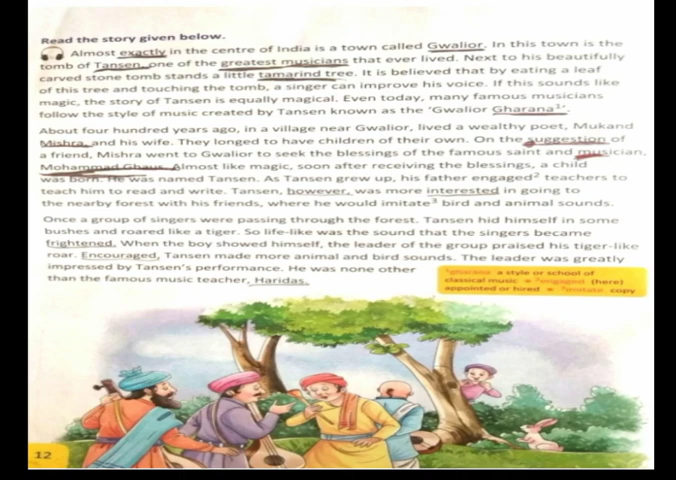 Read the story given below.
Almost exactly in the centre of India is a town called Gwalior. In this town is the
tomb of Tansen, one of the greatest musicians that ever lived. Next to his beautifully
carved stone tomb stands a little tamarind tree. It is believed that by eating a leaf
of this tree and touching the tomb, a singer can improve his voice. If this sounds like
magic, the story of Tansen is equally magical. Even today, many famous musicians
follow the style of music created by Tansen known as the 'Gwalior Gharana¹'.
About four hundred years ago, in a village near Gwalior, lived a wealthy poet, Mukand
Mishra, and his wife. They longed to have children of their own. On the suggestion of
a friend, Mishra went to Gwalior to seek the blessings of the famous saint and musician,
Mohammad Ghaus. Almost like magic, soon after receiving the blessings, a child
was born. He was named Tansen. As Tansen grew up, his father engaged² teachers to
teach him to read and write. Tansen, however, was more interested in going to
the nearby forest with his friends, where he would imitate³ bird and animal sounds.
Once a group of singers were passing through the forest. Tansen hid himself in some
bushes and roared like a tiger. So life-like was the sound that the singers became
frightened. When the boy showed himself, the leader of the group praised his tiger-like
roar. Encouraged, Tansen made more animal and bird sounds. The leader was greatly
impressed by Tansen's performance. He was none other
than the famous music teacher, Haridas.
¹gharana a style or school of
classical music ²engaged (here)
appointed or hired ³imitate copy
12